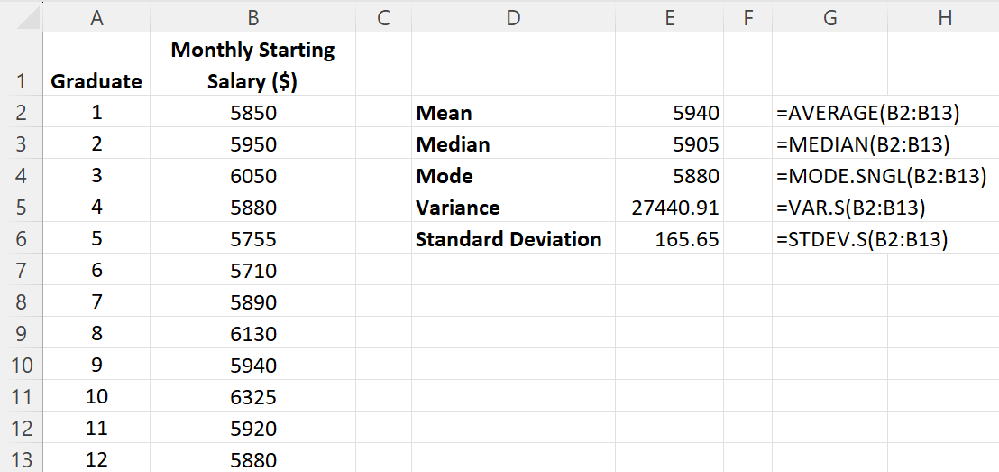 A B C D E F G H
Monthly Starting
1 Graduate Salary ($)
2 1 5850 Mean 5940 =AVERAGE(B2:B13)
3 2 5950 Median 5905 =MEDIAN(B2:B13)
4 3 6050 Mode 5880 =MODE.SNGL(B2:B13)
5 4 5880 Variance 27440.91 =VAR.S(B2:B13)
6 5 5755 Standard Deviation 165.65 =STDEV.S(B2:B13)
7 6 5710
8 7 5890
9 8 6130
10 9 5940
11 10 6325
12 11 5920
13 12 5880